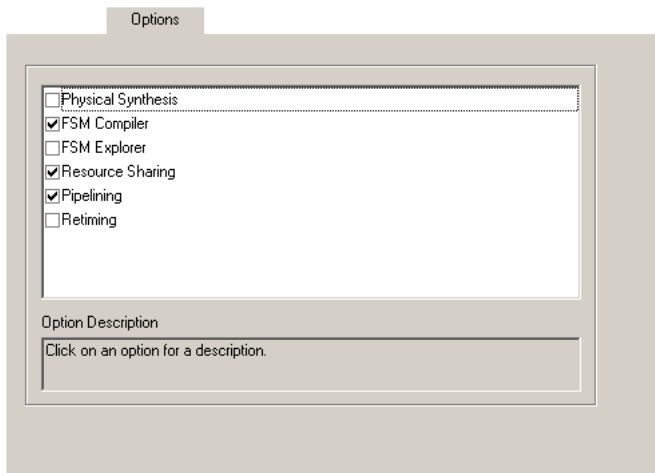 Options
Physical Synthesis
FSM Compiler
FSM Explorer
Resource Sharing
Pipelining
Retiming
Option Description
Click on an option for a description.